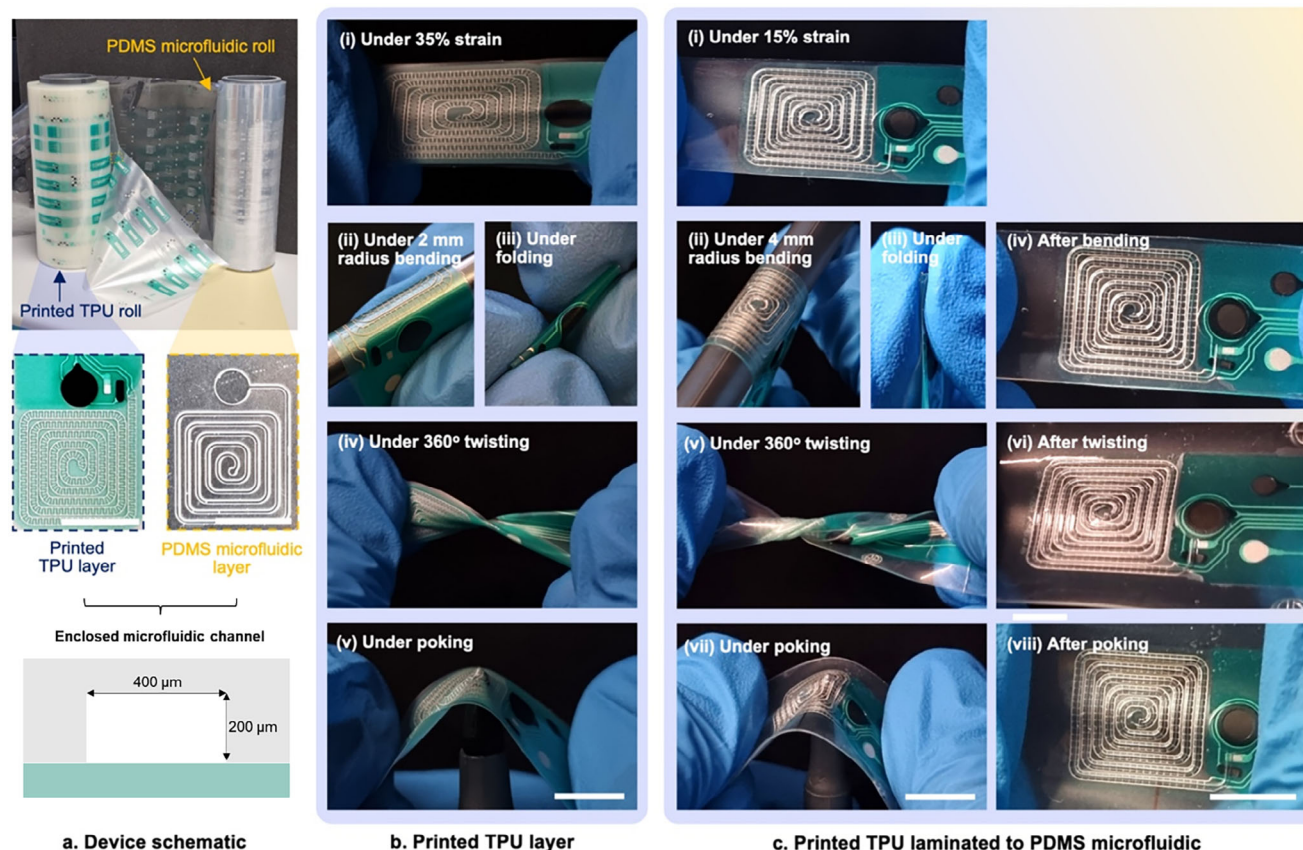 PDMS microfluidic roll
Printed TPU roll
Printed
TPU layer
PDMS microfluidic
layer
Enclosed microfluidic channel
400 µm
200 µm
a. Device schematic
(i) Under 35% strain
(ii) Under 2 mm
radius bending
(iii) Under
folding
(iv) Under 360º twisting
(v) Under poking
b. Printed TPU layer
(i) Under 15% strain
(ii) Under 4 mm
radius bending
(iii) Under
folding
(iv) After bending
(v) Under 360º twisting
(vi) After twisting
(vii) Under poking
(viii) After poking
c. Printed TPU laminated to PDMS microfluidic